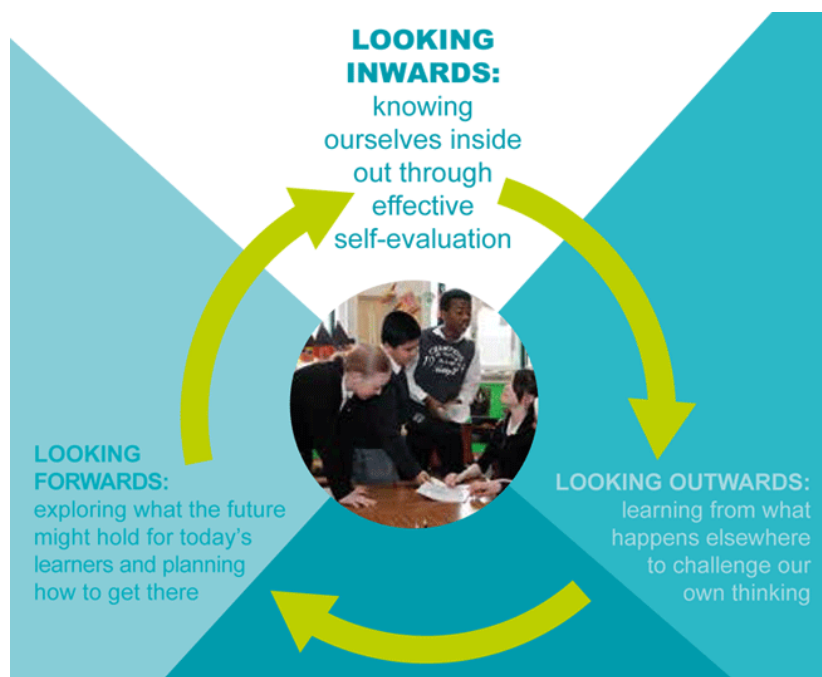 LOOKING
INWARDS:
knowing
ourselves inside
out through
effective
self-evaluation
LOOKING OUTWARDS:
learning from what
happens elsewhere
to challenge our
own thinking
LOOKING
FORWARDS:
exploring what the future
might hold for today's
learners and planning
how to get there